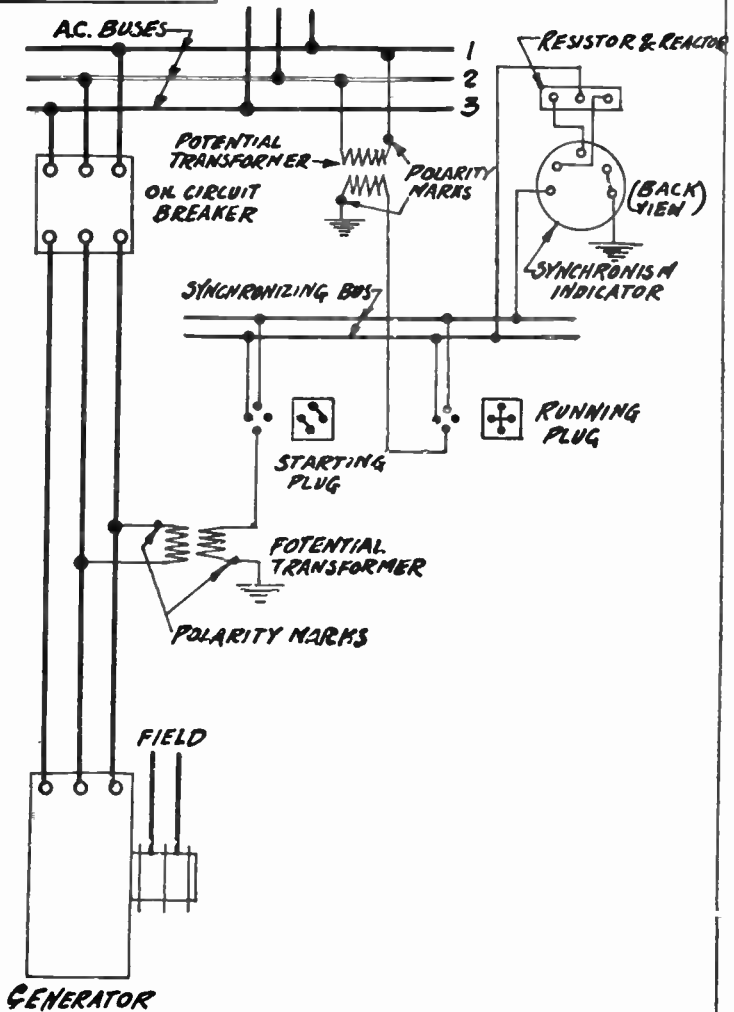 A.C. BUSES
1
2
3
RESISTOR & REACTOR
POTENTIAL
TRANSFORMER
POLARITY
MARKS
OIL CIRCUIT
BREAKER
(BACK
VIEW)
SYNCHRONISM
INDICATOR
SYNCHRONIZING BUS
RUNNING
PLUG
STARTING
PLUG
POTENTIAL
TRANSFORMER
POLARITY MARKS
FIELD
GENERATOR